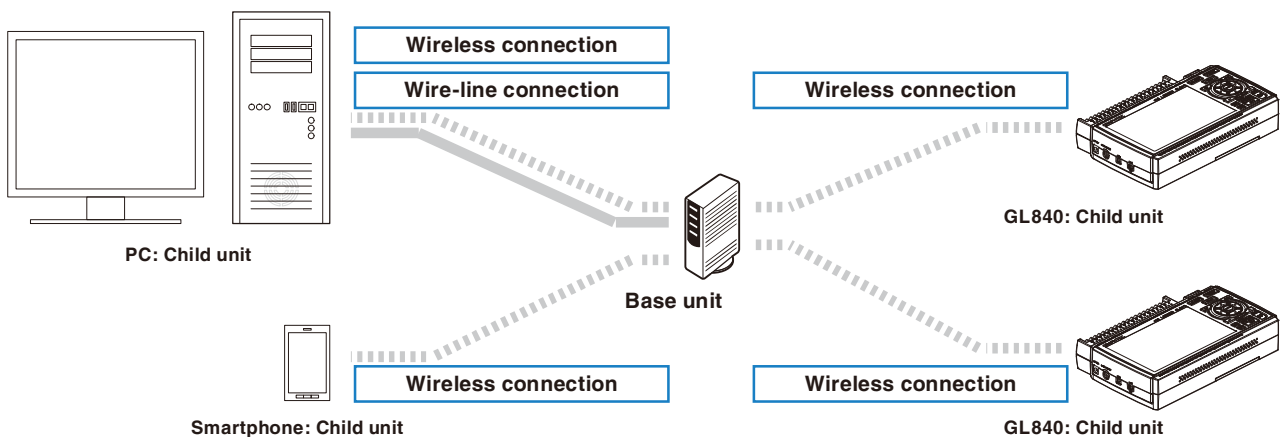 Wireless connection
Wire-line connection
Wireless connection
GL840: Child unit
PC: Child unit
Base unit
Wireless connection
Wireless connection
Smartphone: Child unit
GL840: Child unit